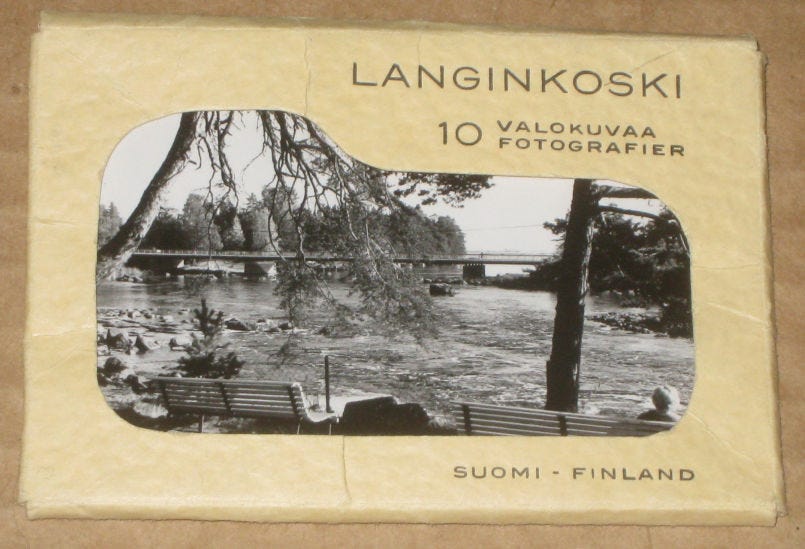 LANGINKOSKI
10 VALOKUVAA
FOTOGRAFIER
SUOMI - FINLAND